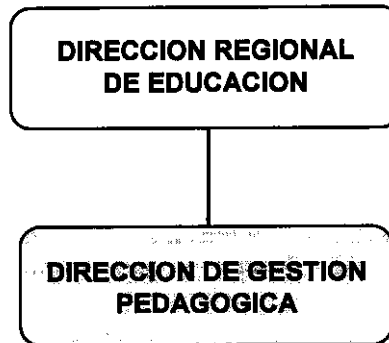 DIRECCION REGIONAL
DE EDUCACION
DIRECCION DE GESTION
PEDAGOGICA